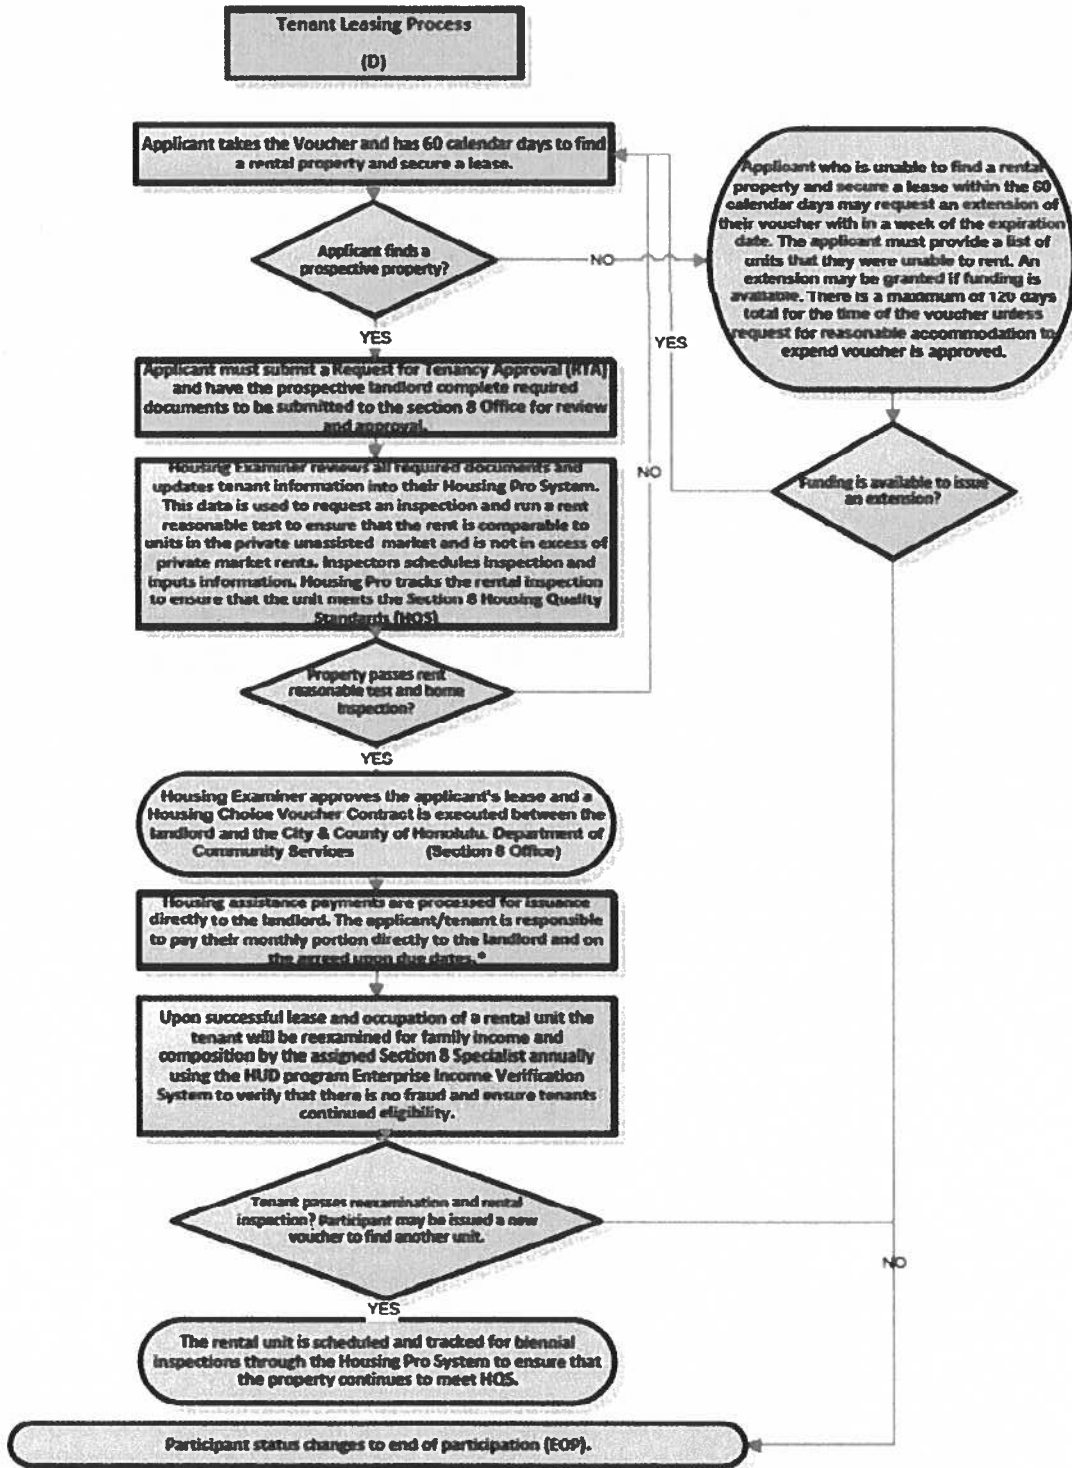 Tenant Leasing Process
(D)
Applicant takes the Voucher and has 60 calendar days to find
a rental property and secure a lease.
Applicant finds a
prospective property?
NO
YES
Applicant who is unable to find a rental
property and secure a lease within the 60
calendar days may request an extension of
their voucher with in a week of the expiration
date. The applicant must provide a list of
units that they were unable to rent. An
extension may be granted if funding is
available. There is a maximum of 120 days
total for the time of the voucher unless
request for reasonable accommodation to
expend voucher is approved.
YES
Funding is available to issue
an extension?
Applicant must submit a Request for Tenancy Approval (RTA)
and have the prospective landlord complete required
documents to be submitted to the section 8 Office for review
and approval.
NO
Housing Examiner reviews all required documents and
updates tenant information into their Housing Pro System.
This data is used to request an inspection and run a rent
reasonable test to ensure that the rent is comparable to
units in the private unassisted market and is not in excess of
private market rents. Inspectors schedules inspection and
inputs information. Housing Pro tracks the rental inspection
to ensure that the unit meets the Section 8 Housing Quality
Standards (HQS)
Property passes rent
reasonable test and home
Inspection?
YES
Housing Examiner approves the applicant's lease and a
Housing Choice Voucher Contract is executed between the
landlord and the City & County of Honolulu. Department of
Community Services (Section 8 Office)
Housing assistance payments are processed for issuance
directly to the landlord. The applicant/tenant is responsible
to pay their monthly portion directly to the landlord and on
the agreed upon due dates.*
Upon successful lease and occupation of a rental unit the
tenant will be reexamined for family income and
composition by the assigned Section 8 Specialist annually
using the HUD program Enterprise Income Verification
System to verify that there is no fraud and ensure tenants
continued eligibility.
Tenant passes reexamination and rental
inspection? Participant may be issued a new
voucher to find another unit.
NO
YES
The rental unit is scheduled and tracked for biennial
inspections through the Housing Pro System to ensure that
the property continues to meet HQS.
Participant status changes to end of participation (EOP).